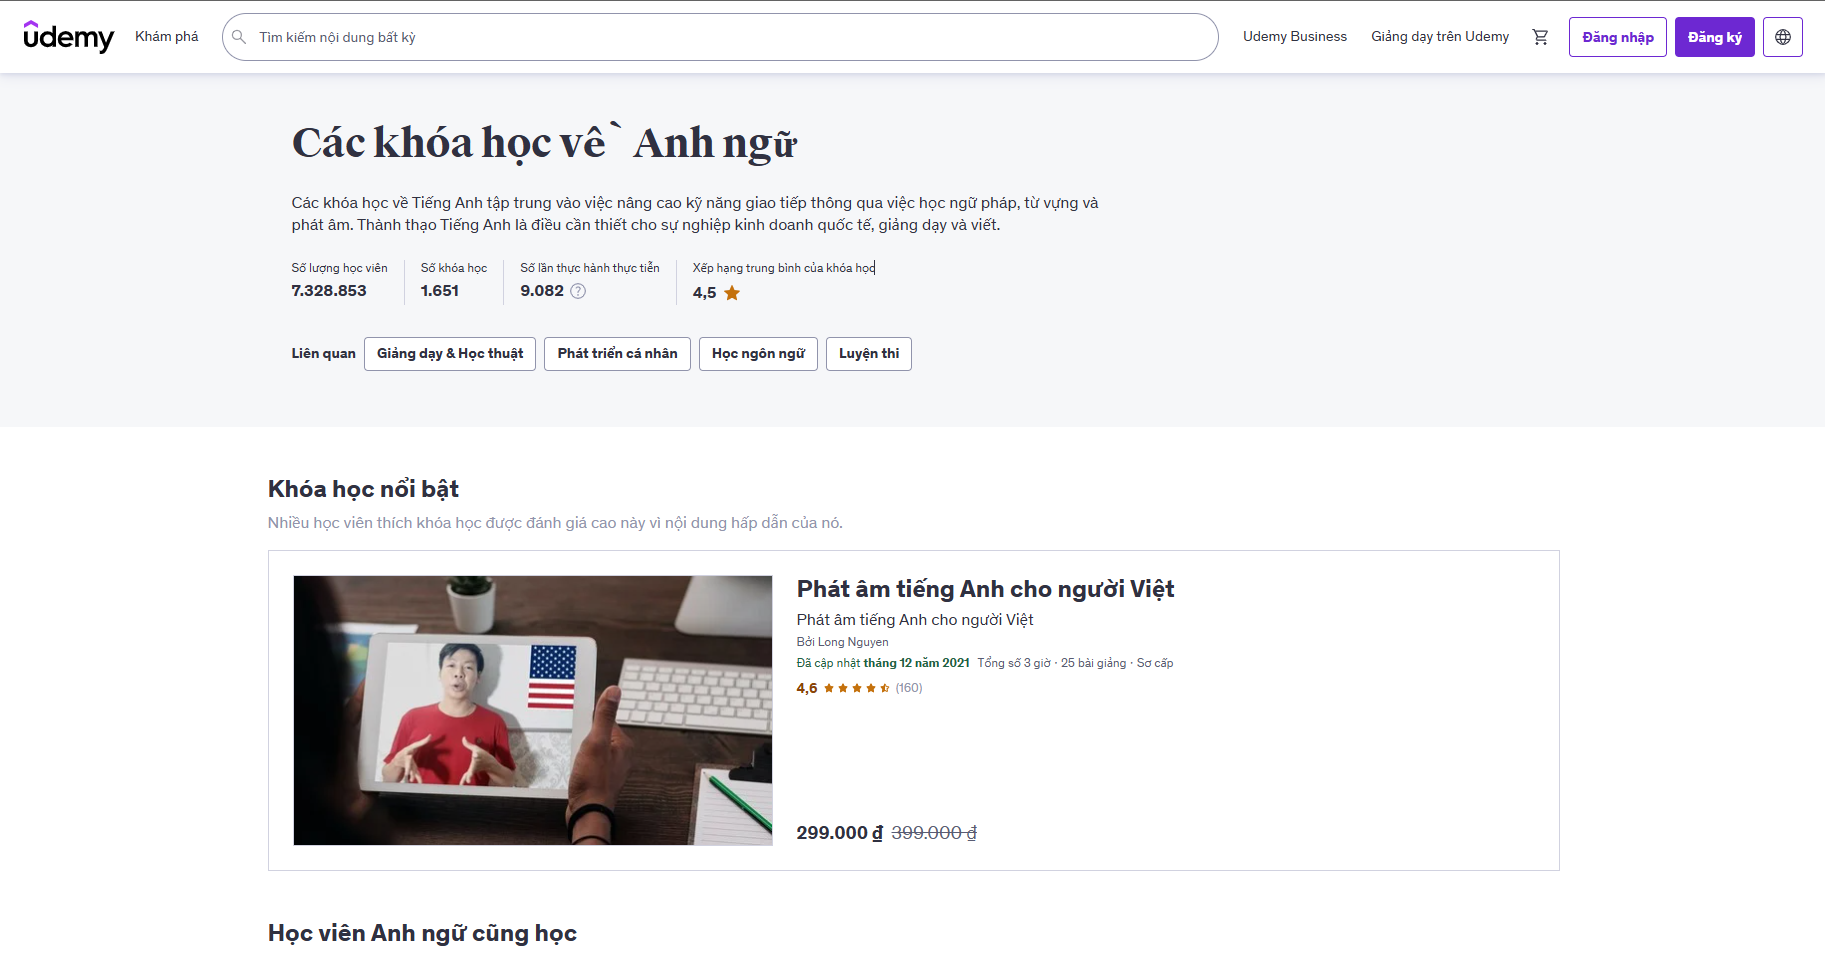 udemy
Khám phá
Tìm kiếm nội dung bất kỳ
Udemy Business
Giảng dạy trên Udemy
Đăng nhập
Đăng ký
Các khóa học về Anh ngữ
Các khóa học về Tiếng Anh tập trung vào việc nâng cao kỹ năng giao tiếp thông qua việc học ngữ pháp, từ vựng và
phát âm. Thành thạo Tiếng Anh là điều cần thiết cho sự nghiệp kinh doanh quốc tế, giảng dạy và viết.
Số lượng học viên
7.328.853
Số khóa học
1.651
Số lần thực hành thực tiễn
9.082
Xếp hạng trung bình của khóa học
4,5
Liên quan
Giảng dạy & Học thuật
Phát triển cá nhân
Học ngôn ngữ
Luyện thi
Khóa học nổi bật
Nhiều học viên thích khóa học được đánh giá cao này vì nội dung hấp dẫn của nó.
Phát âm tiếng Anh cho người Việt
Phát âm tiếng Anh cho người Việt
Bởi Long Nguyen
Đã cập nhật tháng 12 năm 2021 Tổng số 3 giờ · 25 bài giảng · Sơ cấp
4,6 (160)
299.000 ₫ 399.000 ₫
Học viên Anh ngữ cũng học